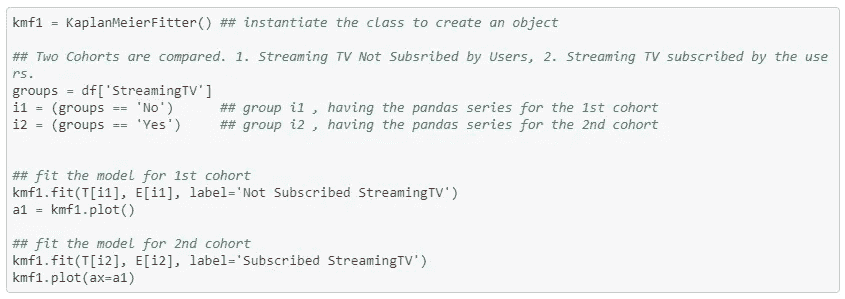 kmf1 = KaplanMeierFitter() ## instantiate the class to create an object
## Two Cohorts are compared. 1. Streaming TV Not Subsribed by Users, 2. Streaming TV subscribed by the use
rs.
groups = df['StreamingTV']
i1 = (groups == 'No')      ## group i1 , having the pandas series for the 1st cohort
i2 = (groups == 'Yes')     ## group i2 , having the pandas series for the 2nd cohort
## fit the model for 1st cohort
kmf1.fit(T[i1], E[i1], label='Not Subscribed StreamingTV')
a1 = kmf1.plot()
## fit the model for 2nd cohort
kmf1.fit(T[i2], E[i2], label='Subscribed StreamingTV')
kmf1.plot(ax=a1)